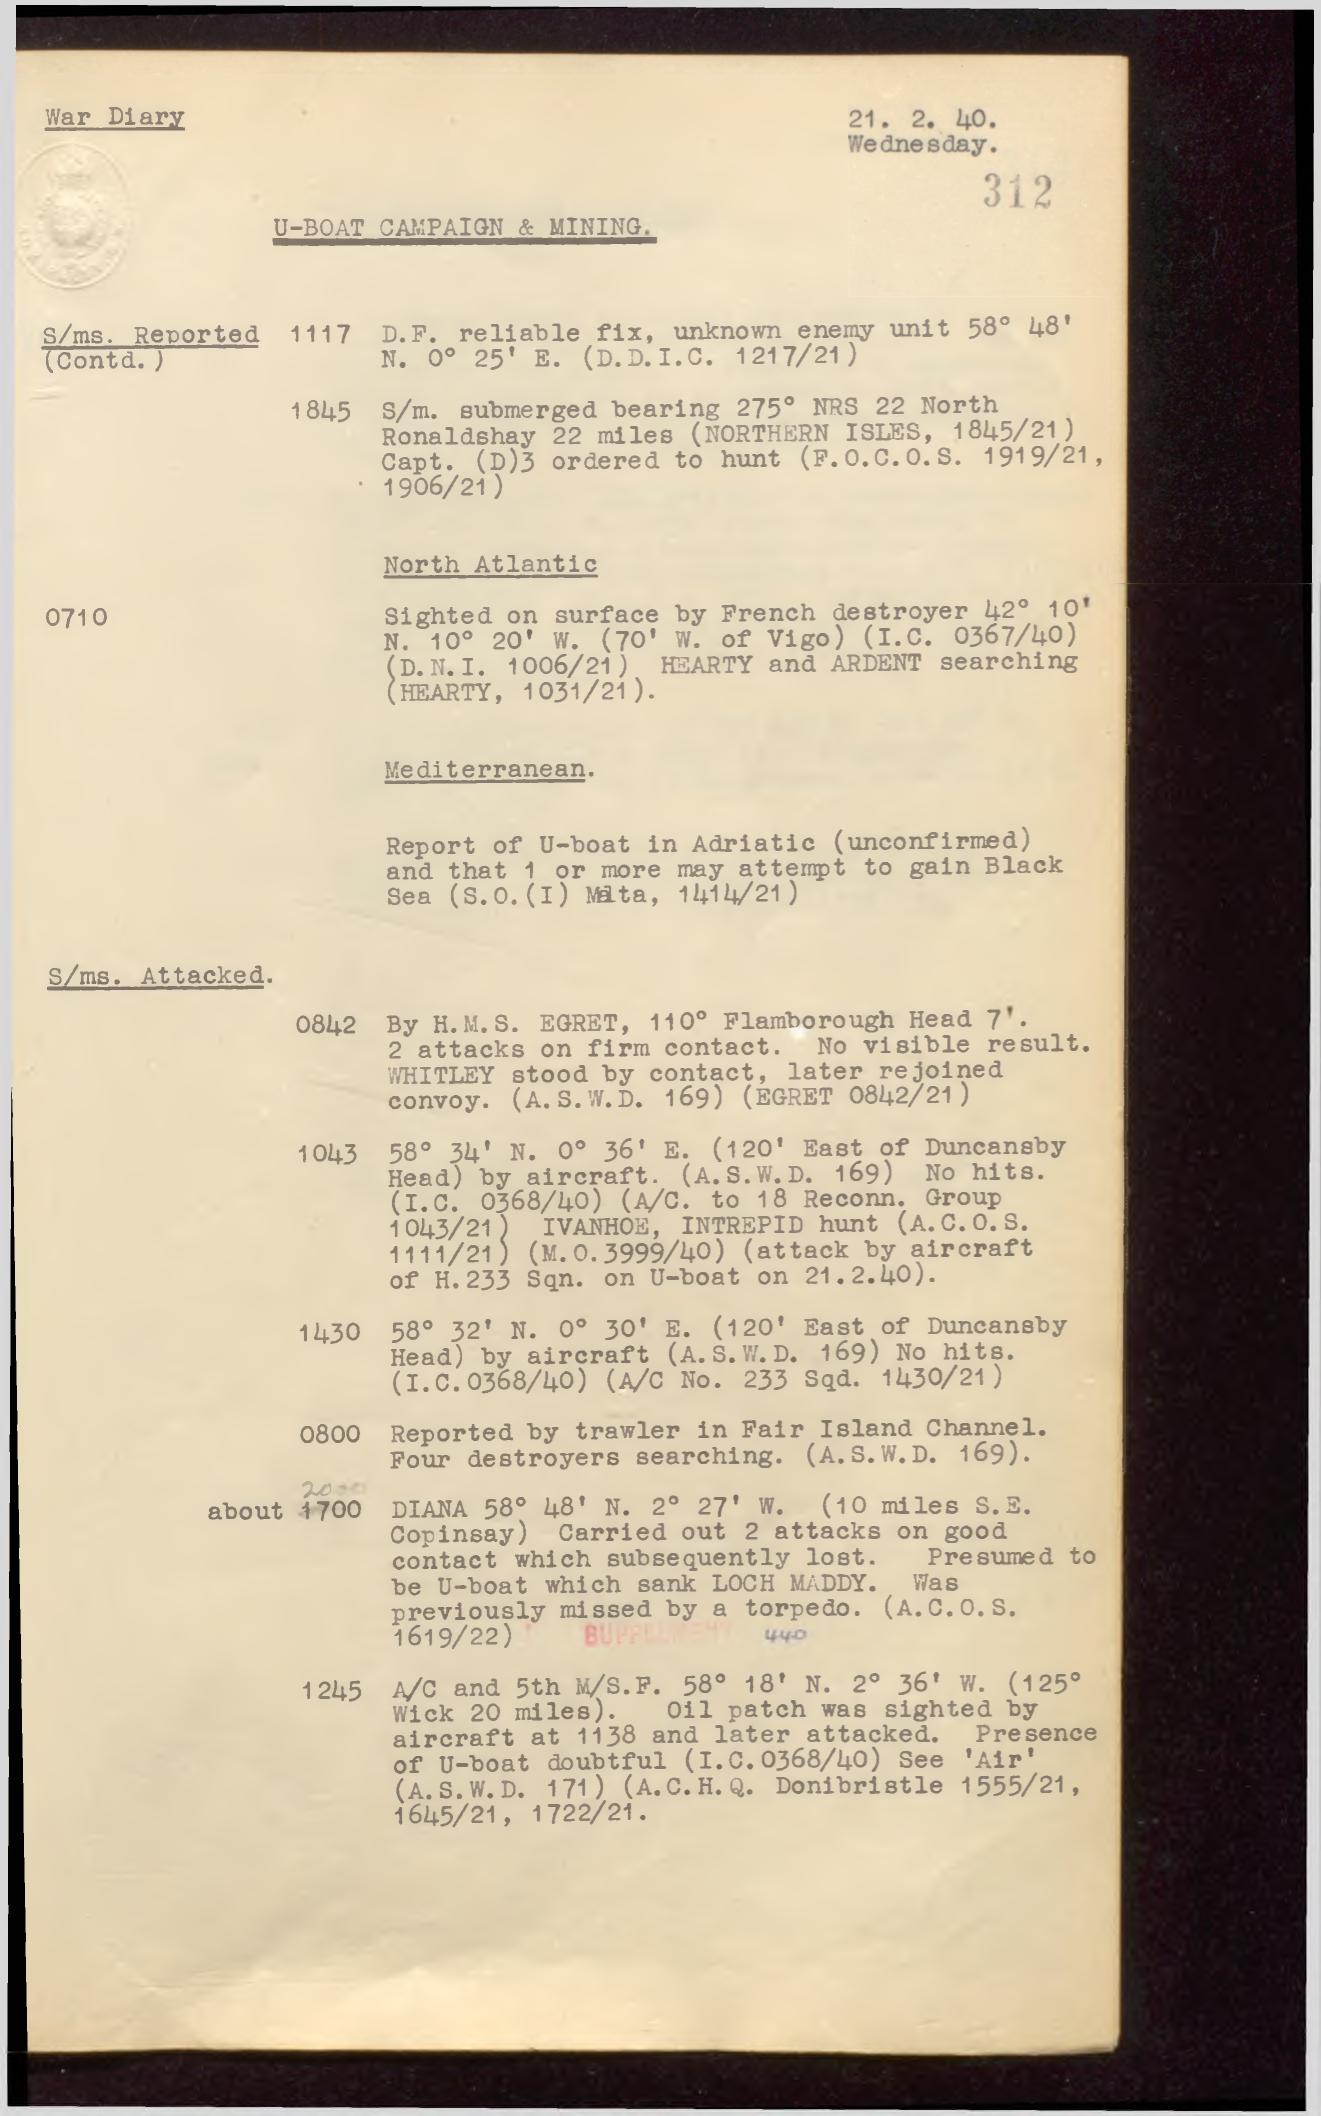 War Diary
21. 2. 40.
Wednesday.
312
U-BOAT CAMPAIGN & MINING.
S/ms. Reported 1117 D.F. reliable fix, unknown enemy unit 58° 48'
(Contd.) N. 0° 25' E. (D.D.I.C. 1217/21)
1845 S/m. submerged bearing 275° NRS 22 North
Ronaldshay 22 miles (NORTHERN ISLES, 1845/21)
Capt. (D)3 ordered to hunt (F.O.C.O.S. 1919/21,
1906/21)
North Atlantic
0710 Sighted on surface by French destroyer 42° 10'
N. 10° 20' W. (70' W. of Vigo) (I.C. 0367/40)
(D.N.I. 1006/21) HEARTY and ARDENT searching
(HEARTY, 1031/21).
Mediterranean.
Report of U-boat in Adriatic (unconfirmed)
and that 1 or more may attempt to gain Black
Sea (S.O.(I) Malta, 1414/21)
S/ms. Attacked.
0842 By H.M.S. EGRET, 110° Flamborough Head 7'.
2 attacks on firm contact. No visible result.
WHITLEY stood by contact, later rejoined
convoy. (A.S.W.D. 169) (EGRET 0842/21)
1043 58° 34' N. 0° 36' E. (120' East of Duncansby
Head) by aircraft. (A.S.W.D. 169) No hits.
(I.C. 0368/40) (A/C. to 18 Reconn. Group
1043/21) IVANHOE, INTREPID hunt (A.C.O.S.
1111/21) (M.O.3999/40) (attack by aircraft
of H.233 Sqn. on U-boat on 21.2.40).
1430 58° 32' N. 0° 30' E. (120' East of Duncansby
Head) by aircraft (A.S.W.D. 169) No hits.
(I.C.0368/40) (A/C No. 233 Sqd. 1430/21)
0800 Reported by trawler in Fair Island Channel.
Four destroyers searching. (A.S.W.D. 169).
2000
about 1700 DIANA 58° 48' N. 2° 27' W. (10 miles S.E.
Copinsay) Carried out 2 attacks on good
contact which subsequently lost. Presumed to
be U-boat which sank LOCH MADDY. Was
previously missed by a torpedo. (A.C.O.S.
1619/22) SUPPLEMENT 440
1245 A/C and 5th M/S.F. 58° 18' N. 2° 36' W. (125°
Wick 20 miles). Oil patch was sighted by
aircraft at 1138 and later attacked. Presence
of U-boat doubtful (I.C.0368/40) See 'Air'
(A.S.W.D. 171) (A.C.H.Q. Donibristle 1555/21,
1645/21, 1722/21.